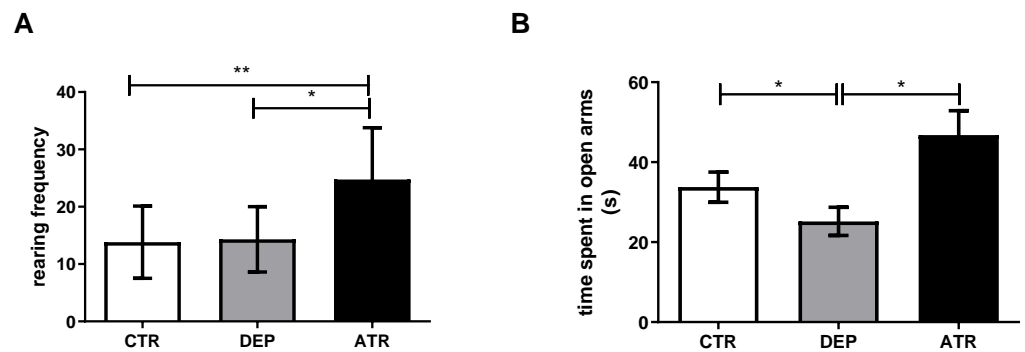 A
rearing frequency
40
30
20
10
0
**
*
CTR
DEP
ATR
B
time spent in open arms
(s)
60
40
20
0
*
*
CTR
DEP
ATR